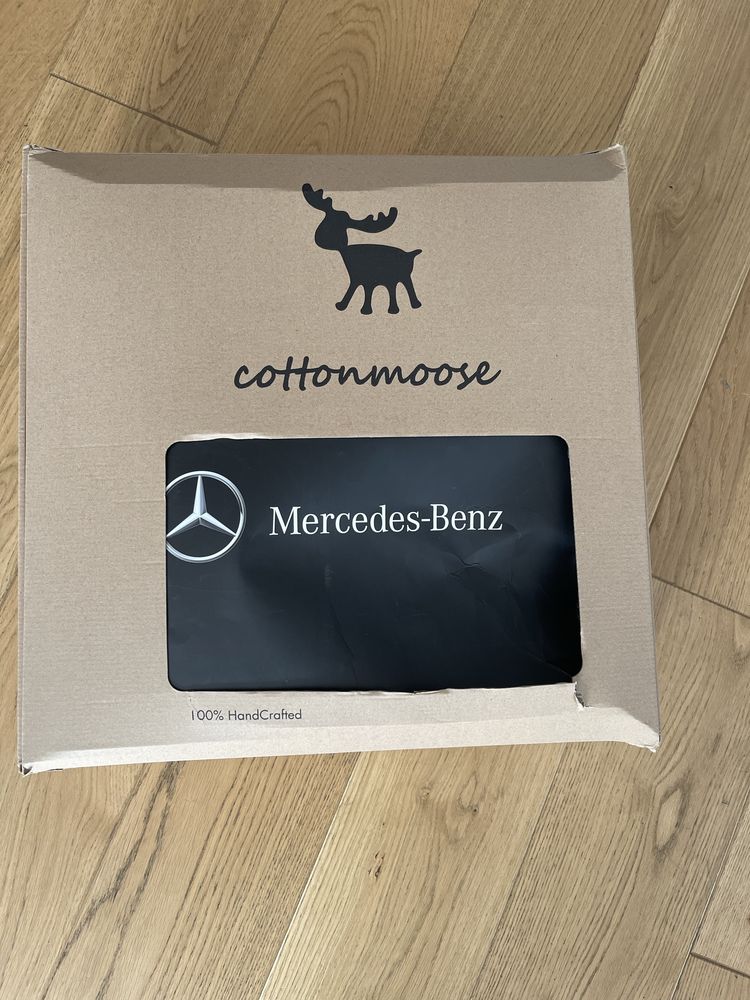 cottonmoose
Mercedes-Benz
100% HandCrafted